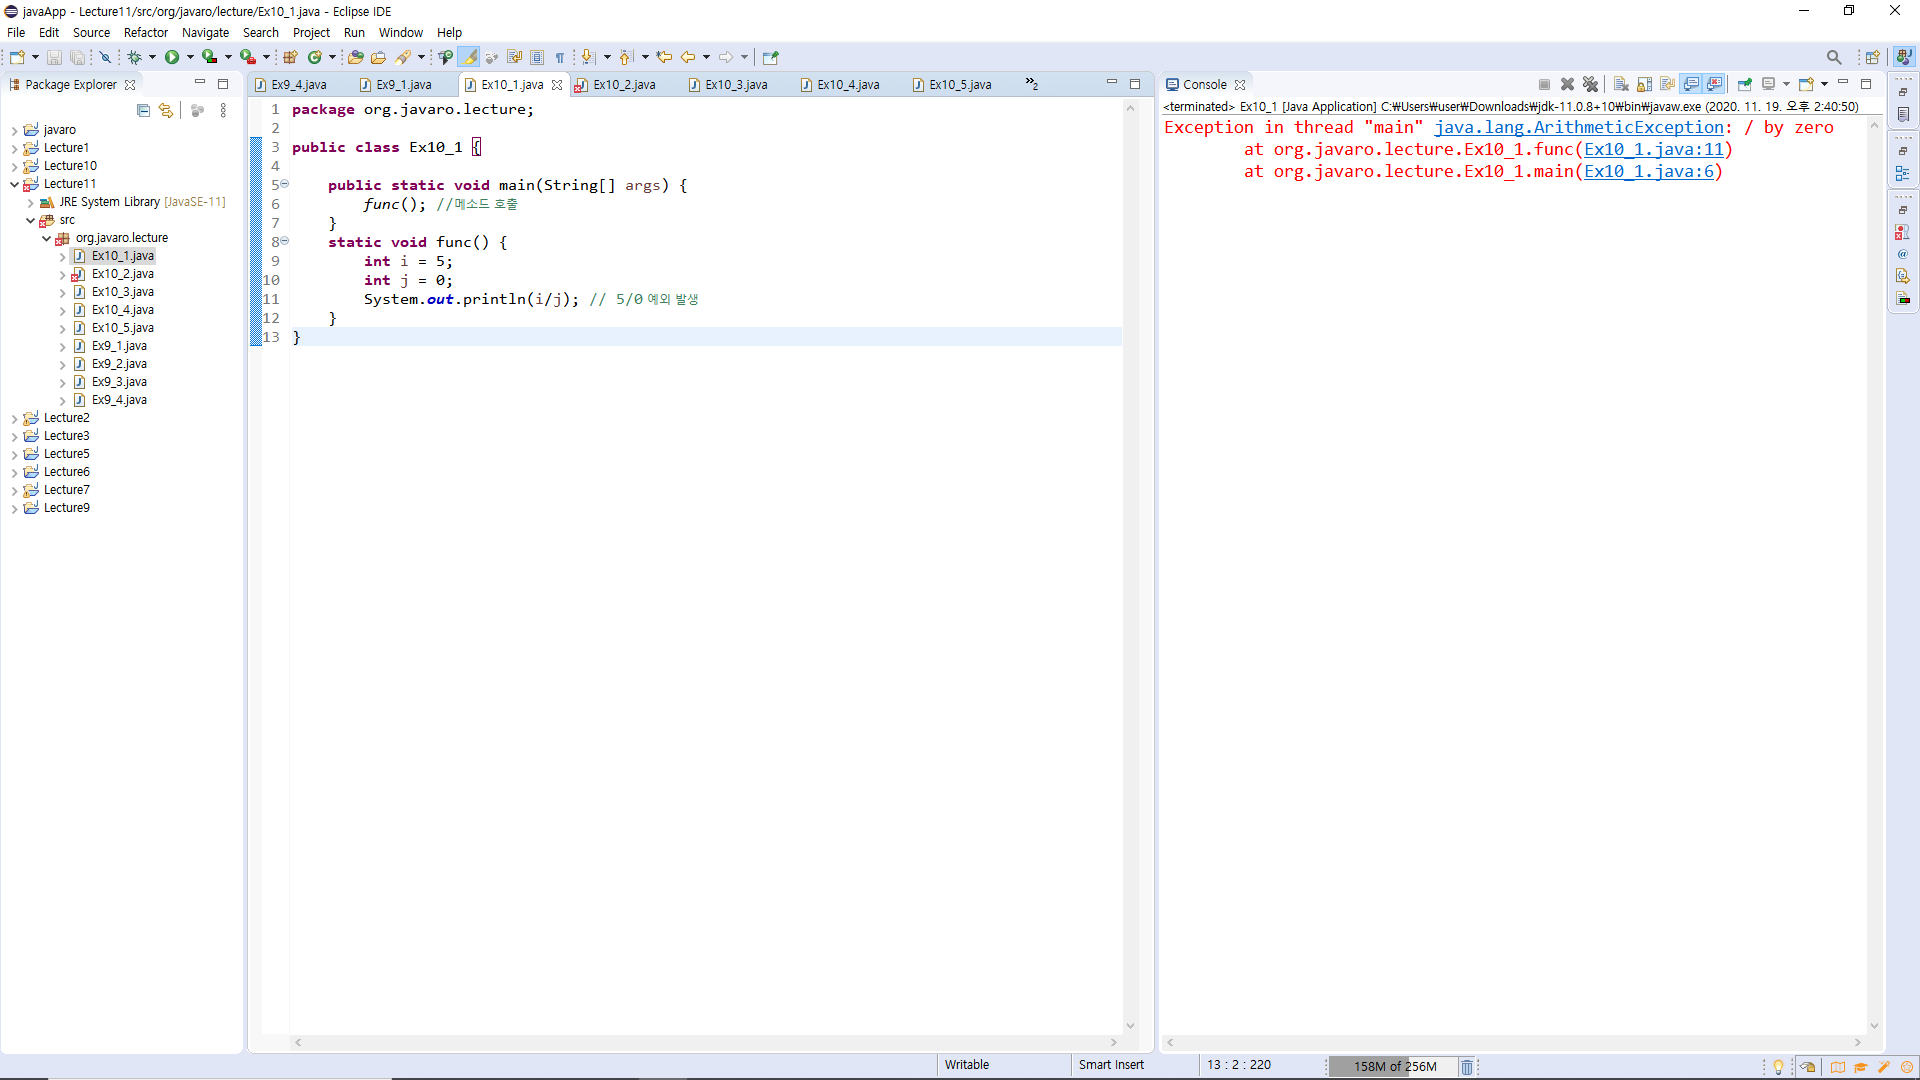 javaApp - Lecture11/src/org/javaro/lecture/Ex10_1.java - Eclipse IDE
File Edit Source Refactor Navigate Search Project Run Window Help
Package Explorer
javaro
Lecture1
Lecture10
Lecture11
JRE System Library [JavaSE-11]
src
org.javaro.lecture
Ex10_1.java
Ex10_2.java
Ex10_3.java
Ex10_4.java
Ex10_5.java
Ex9_1.java
Ex9_2.java
Ex9_3.java
Ex9_4.java
Lecture2
Lecture3
Lecture5
Lecture6
Lecture7
Lecture9
Ex9_4.java Ex9_1.java Ex10_1.java Ex10_2.java Ex10_3.java Ex10_4.java Ex10_5.java »2
1 package org.javaro.lecture;
2
3 public class Ex10_1 {
4
5 public static void main(String[] args) {
6 func(); //메소드 호출
7 }
8 static void func() {
9 int i = 5;
10 int j = 0;
11 System.out.println(i/j); // 5/0 예외 발생
12 }
13 }
Console
<terminated> Ex10_1 [Java Application] C:₩Users₩user₩Downloads₩jdk-11.0.8+10₩bin₩javaw.exe (2020. 11. 19. 오후 2:40:50)
Exception in thread "main" java.lang.ArithmeticException: / by zero
at org.javaro.lecture.Ex10_1.func(Ex10_1.java:11)
at org.javaro.lecture.Ex10_1.main(Ex10_1.java:6)
Writable Smart Insert 13 : 2 : 220 158M of 256M